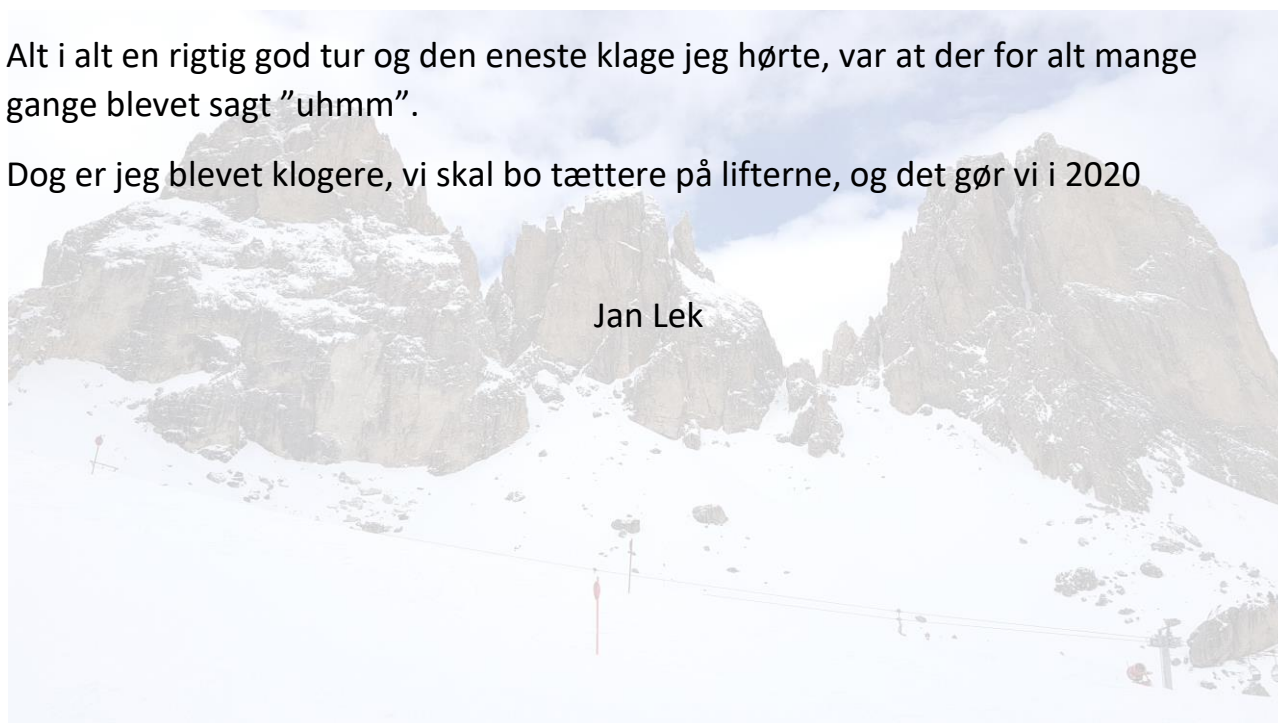 Alt i alt en rigtig god tur og den eneste klage jeg hørte, var at der for alt mange
gange blevet sagt ”uhmm”.
Dog er jeg blevet klogere, vi skal bo tættere på lifterne, og det gør vi i 2020
Jan Lek